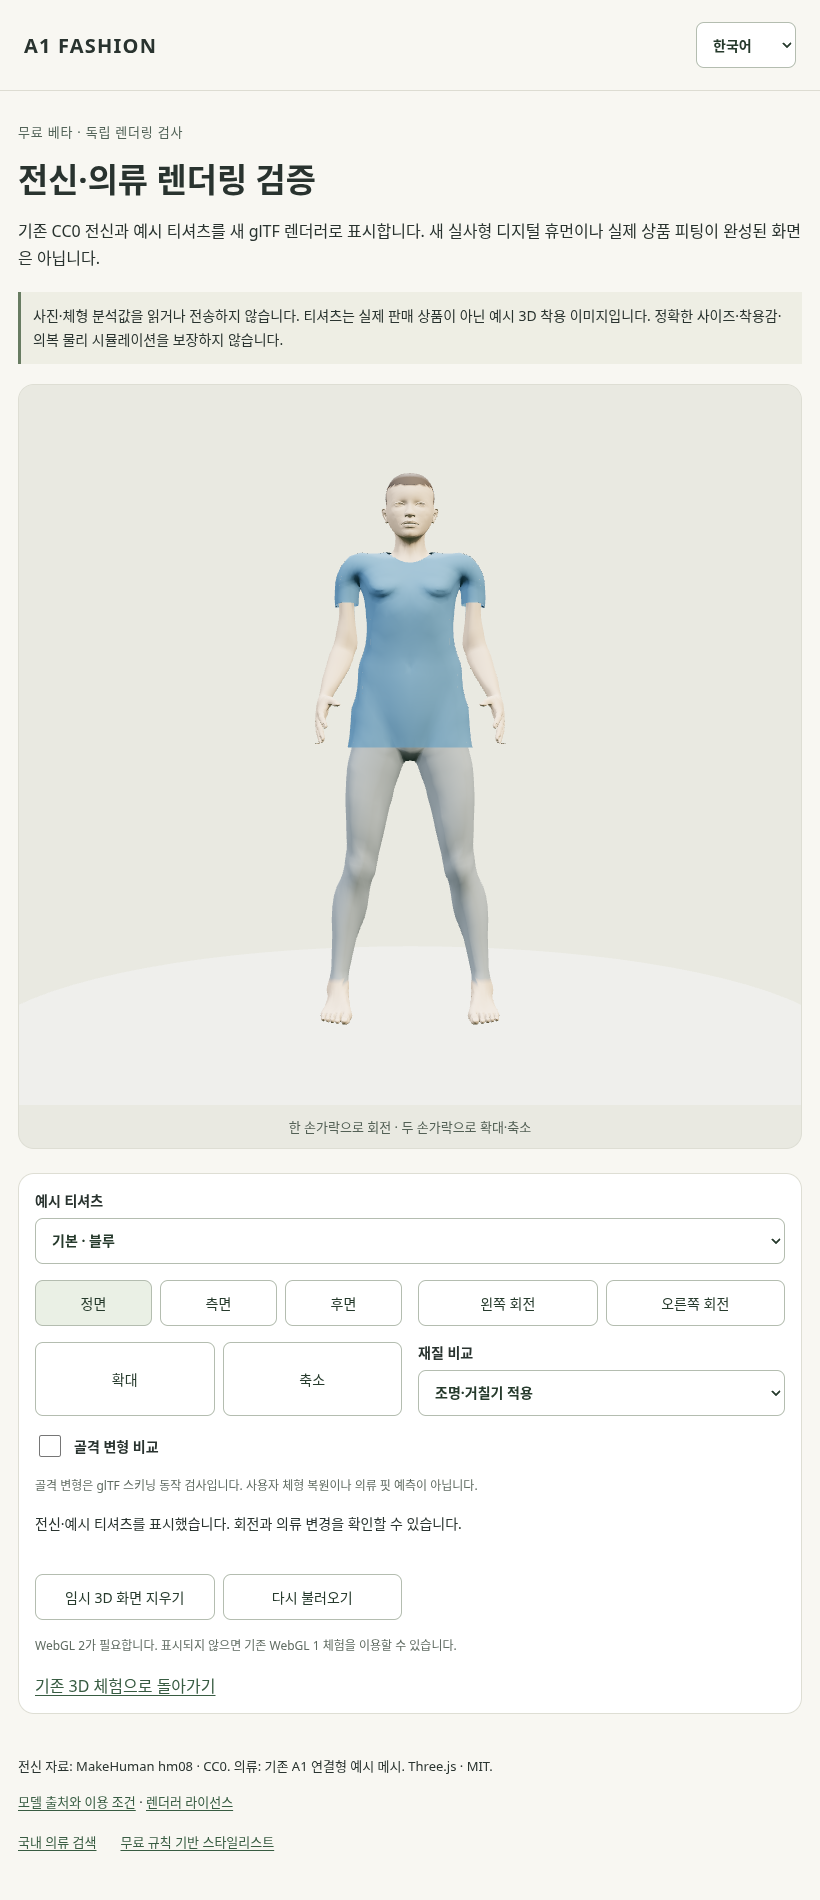 A1 FASHION
한국어
무료 베타 · 독립 렌더링 검사
전신·의류 렌더링 검증
기존 CC0 전신과 예시 티셔츠를 새 glTF 렌더러로 표시합니다. 새 실사형 디지털 휴먼이나 실제 상품 피팅이 완성된 화면
은 아닙니다.
사진·체형 분석값을 읽거나 전송하지 않습니다. 티셔츠는 실제 판매 상품이 아닌 예시 3D 착용 이미지입니다. 정확한 사이즈·착용감·
의복 물리 시뮬레이션을 보장하지 않습니다.
한 손가락으로 회전 · 두 손가락으로 확대·축소
예시 티셔츠
기본 · 블루
정면
측면
후면
왼쪽 회전
오른쪽 회전
확대
축소
재질 비교
조명·거칠기 적용
골격 변형 비교
골격 변형은 glTF 스키닝 동작 검사입니다. 사용자 체형 복원이나 의류 핏 예측이 아닙니다.
전신·예시 티셔츠를 표시했습니다. 회전과 의류 변경을 확인할 수 있습니다.
임시 3D 화면 지우기
다시 불러오기
WebGL 2가 필요합니다. 표시되지 않으면 기존 WebGL 1 체험을 이용할 수 있습니다.
기존 3D 체험으로 돌아가기
전신 자료: MakeHuman hm08 · CC0. 의류: 기존 A1 연결형 예시 메시. Three.js · MIT.
모델 출처와 이용 조건 · 렌더러 라이선스
국내 의류 검색
무료 규칙 기반 스타일리스트